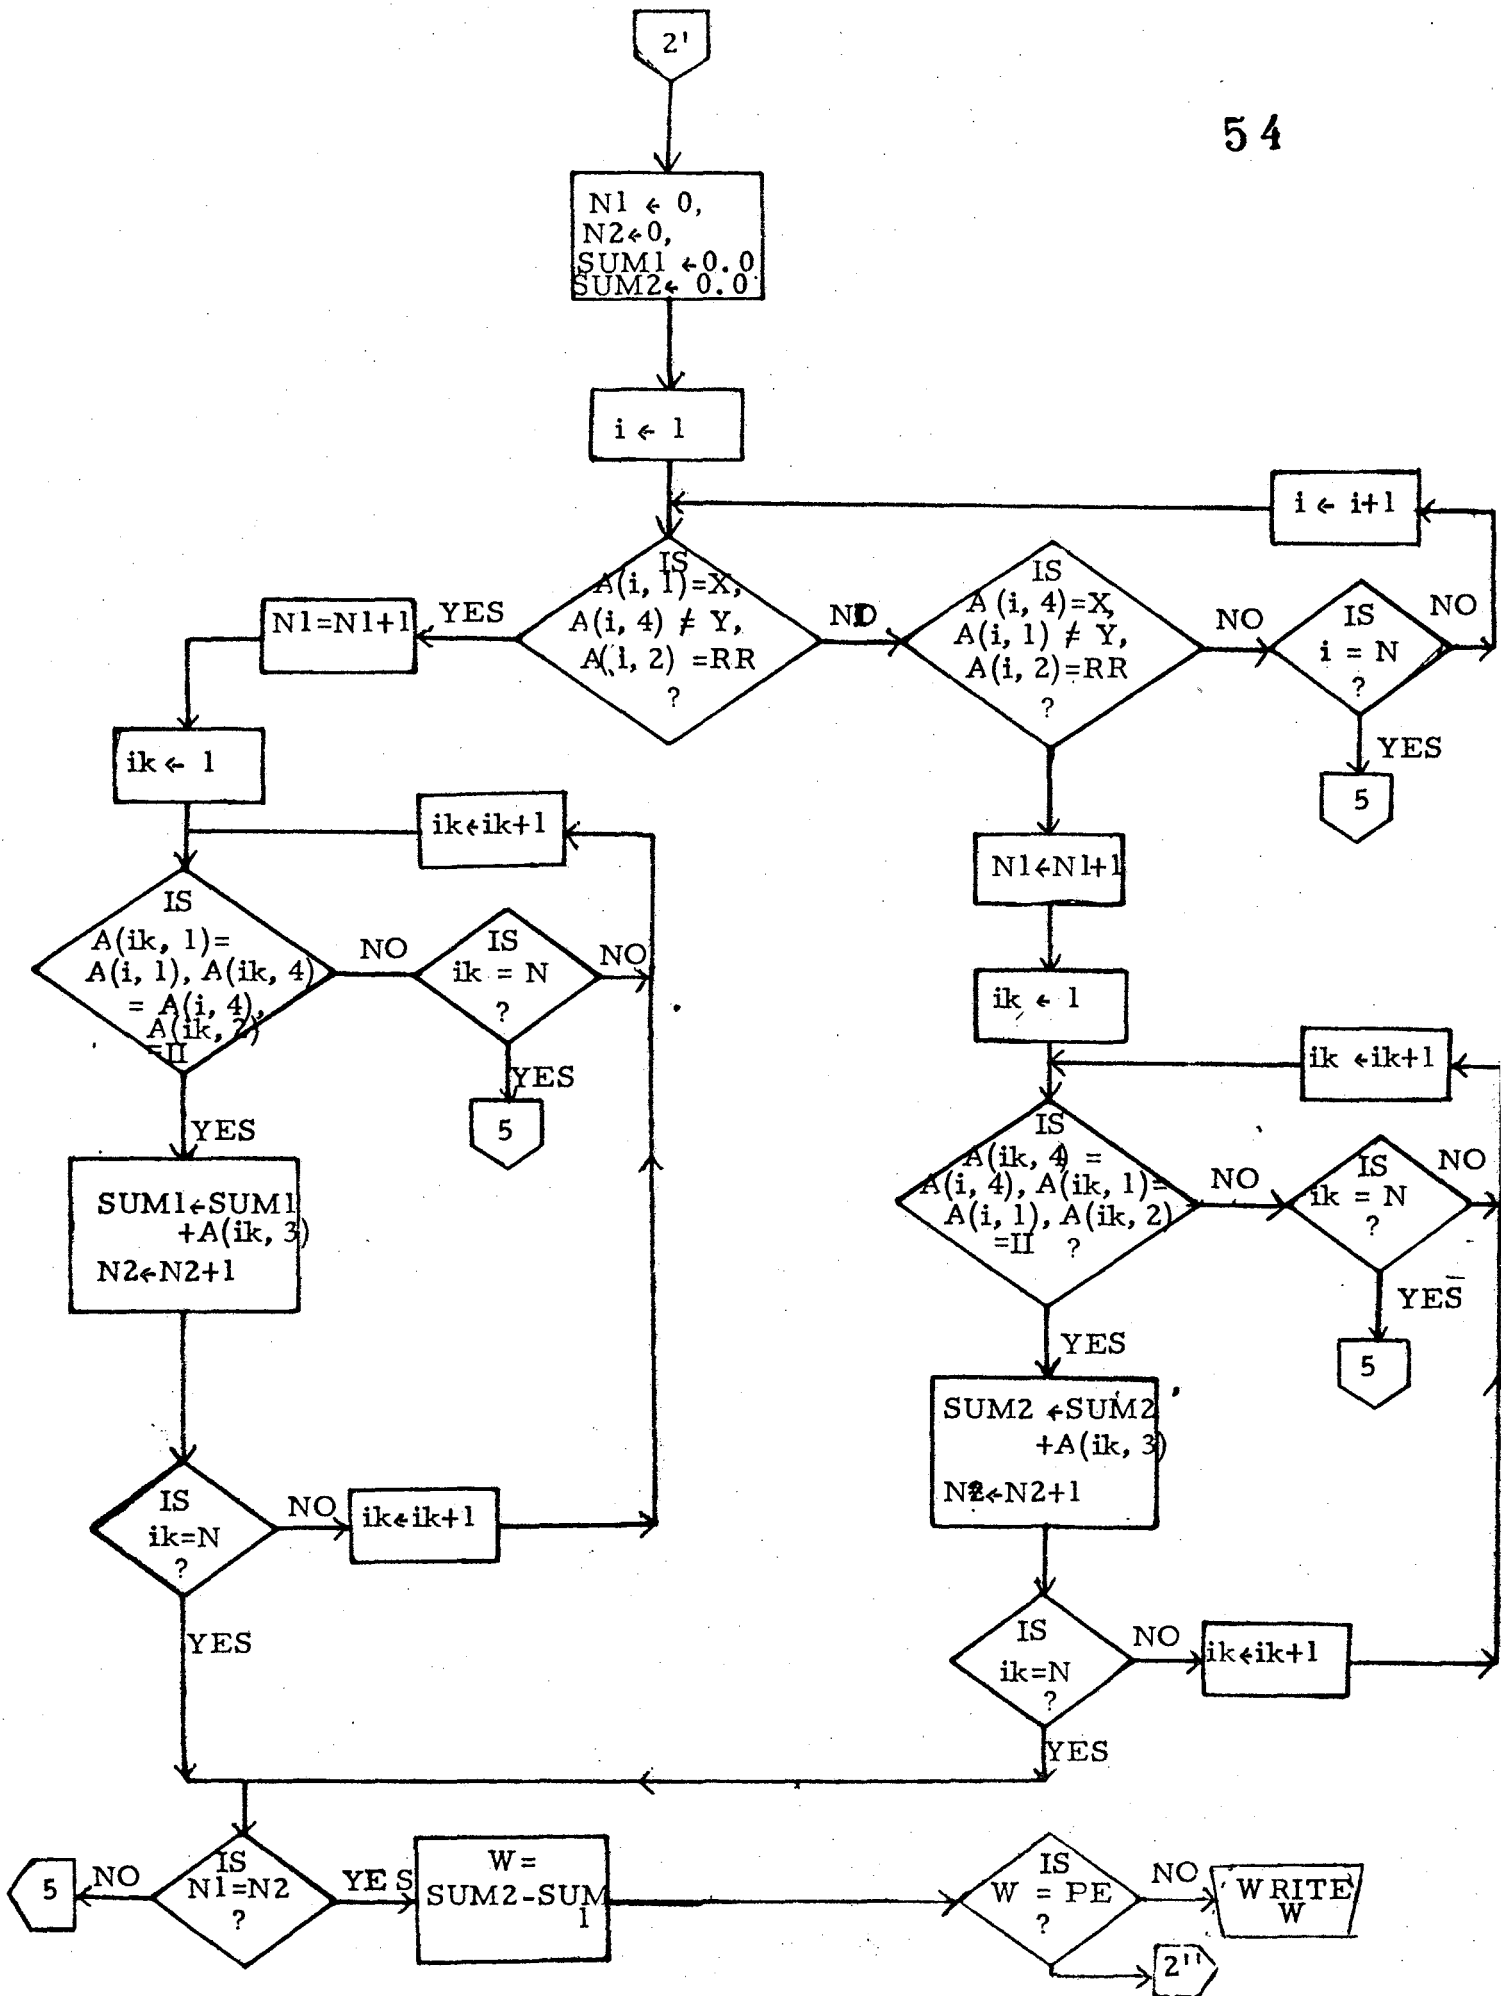 2'
54
N1 ← 0,
N2←0,
SUM1 ←0.0
SUM2← 0.0
i ← 1
i ← i+1
IS
A(i, 1)=X,
A(i, 4) ≠ Y,
A(i, 2) =RR
?
YES
N1=N1+1
NO
IS
A(i, 4)=X,
A(i, 1) ≠ Y,
A(i, 2)=RR
?
NO
IS
i = N
?
NO
YES
5
ik ← 1
ik←ik+1
IS
A(ik, 1)=
A(i, 1), A(ik, 4)
= A(i, 4),
A(ik, 2)
=II
NO
IS
ik = N
?
NO
YES
5
YES
SUM1←SUM1
+A(ik, 3)
N2←N2+1
IS
ik=N
?
NO
ik←ik+1
YES
N1←N1+1
ik ← 1
ik ←ik+1
IS
A(ik, 4) =
A(i, 4), A(ik, 1)=
A(i, 1), A(ik, 2)
=II ?
NO
IS
ik = N
?
NO
YES
5
YES
SUM2 ←SUM2
+A(ik, 3)
N2←N2+1
IS
ik=N
?
NO
ik←ik+1
YES
5
NO
IS
N1=N2
?
YES
W=
SUM2-SUM
1
IS
W = PE
?
NO
WRITE
W
2''